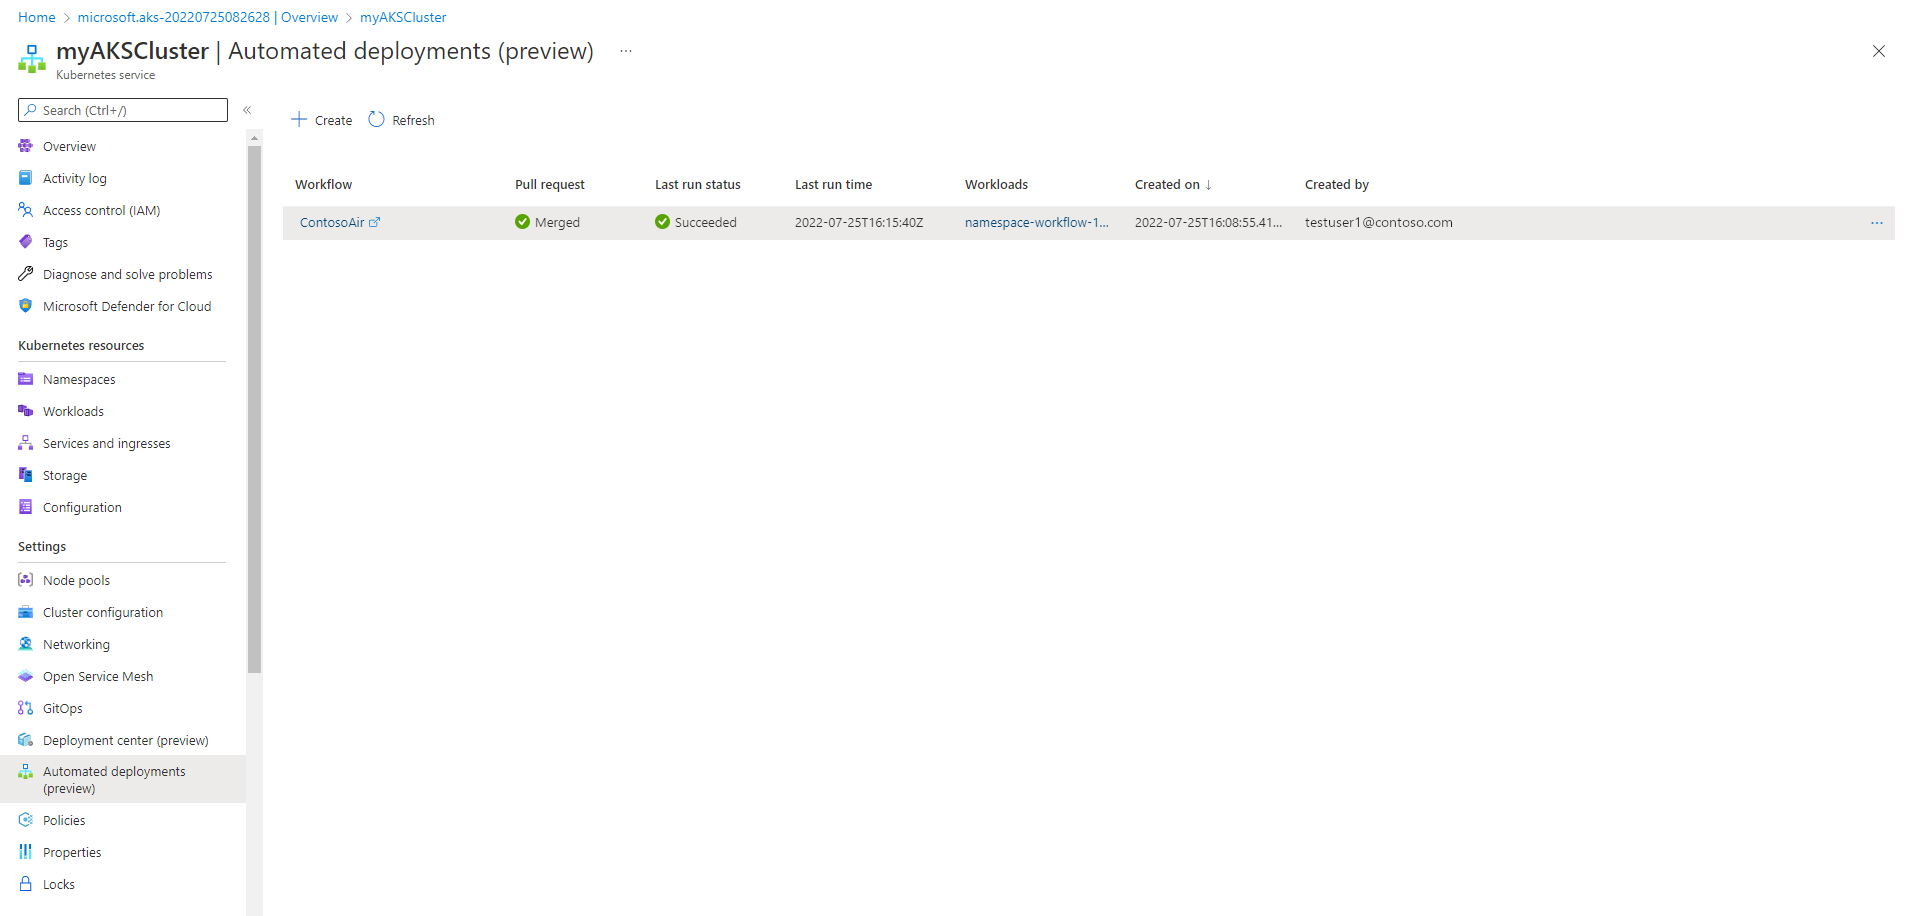 Home > microsoft.aks-20220725082628 | Overview > myAKSCluster
myAKSCluster | Automated deployments (preview) ...
Kubernetes service
Search (Ctrl+/) «
Create Refresh
Overview
Activity log
Access control (IAM)
Tags
Diagnose and solve problems
Microsoft Defender for Cloud
Kubernetes resources
Namespaces
Workloads
Services and ingresses
Storage
Configuration
Settings
Node pools
Cluster configuration
Networking
Open Service Mesh
GitOps
Deployment center (preview)
Automated deployments
(preview)
Policies
Properties
Locks
Workflow Pull request Last run status Last run time Workloads Created on ↓ Created by
ContosoAir Merged Succeeded 2022-07-25T16:15:40Z namespace-workflow-1... 2022-07-25T16:08:55.41... testuser1@contoso.com ...